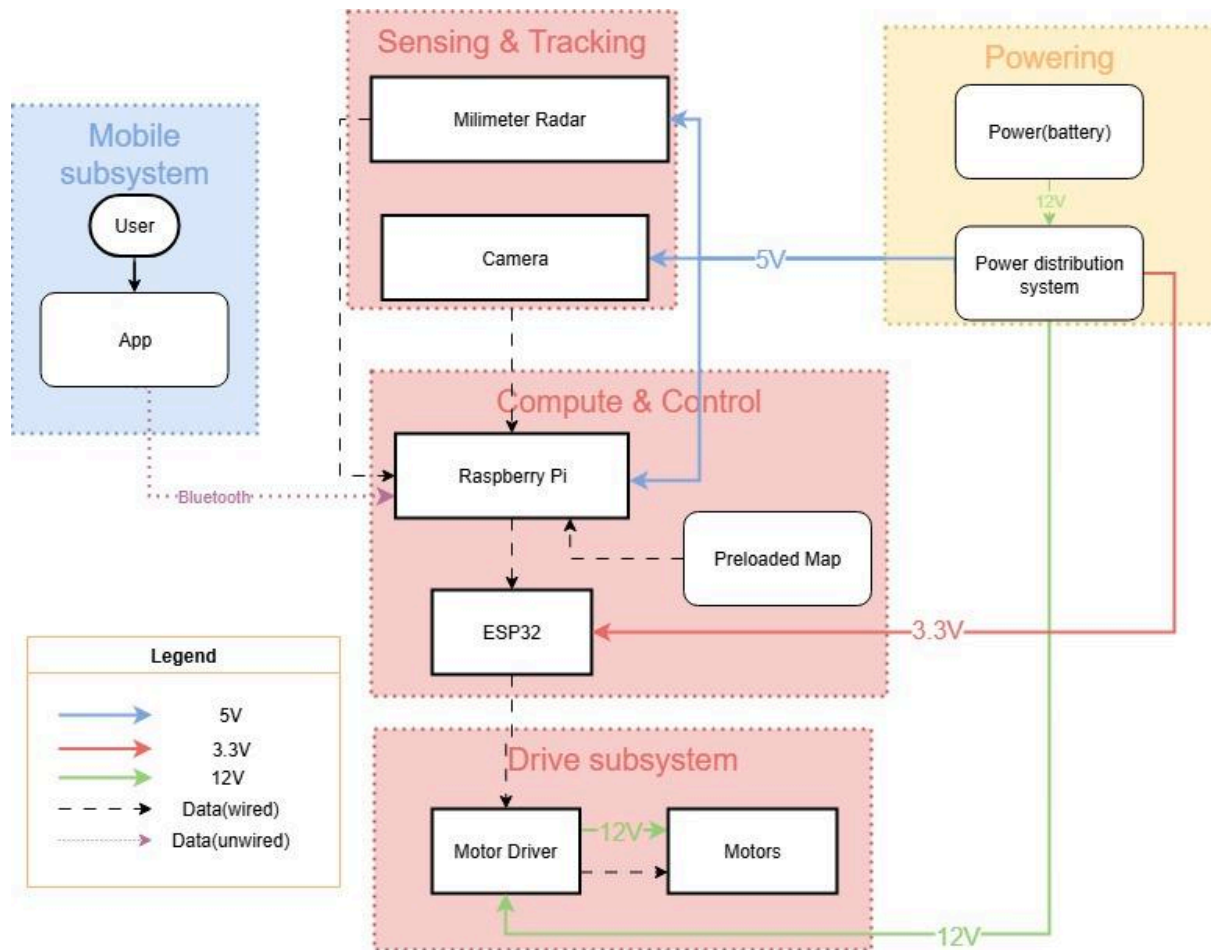 Sensing & Tracking
Milimeter Radar
Camera
Powering
Power(battery)
12V
Power distribution
system
5V
Mobile
subsystem
User
App
Bluetooth
Compute & Control
Raspberry Pi
Preloaded Map
ESP32
3.3V
Legend
5V
3.3V
12V
Data(wired)
Data(unwired)
Drive subsystem
Motor Driver
12V
Motors
12V